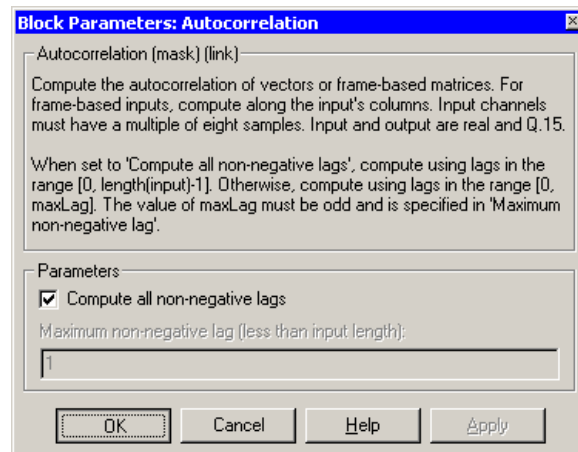 Block Parameters: Autocorrelation
Autocorrelation (mask) (link)
Compute the autocorrelation of vectors or frame-based matrices. For
frame-based inputs, compute along the input's columns. Input channels
must have a multiple of eight samples. Input and output are real and Q.15.
When set to 'Compute all non-negative lags', compute using lags in the
range [0, length(input)-1]. Otherwise, compute using lags in the range [0,
maxLag]. The value of maxLag must be odd and is specified in 'Maximum
non-negative lag'.
Parameters
Compute all non-negative lags
Maximum non-negative lag (less than input length):
1
OK Cancel Help Apply